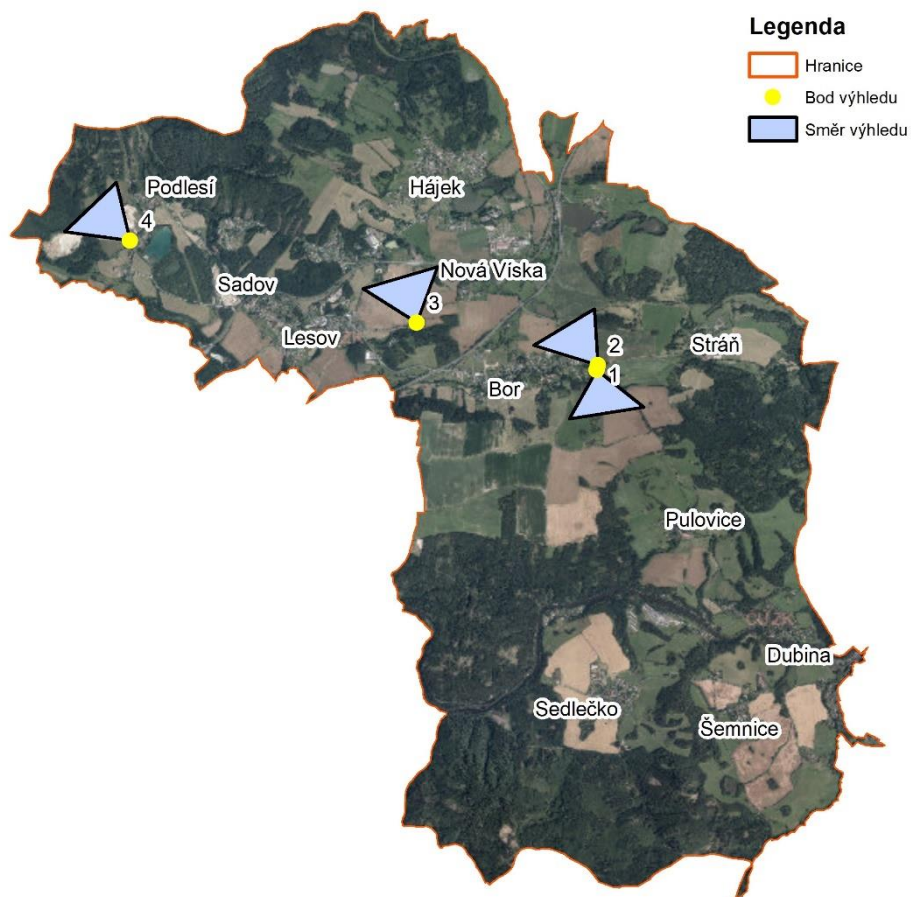 Legenda
Hranice
Bod výhledu
Směr výhledu
Podlesí
Hájek
4
Nová Víska
Sadov
3
Lesov
2
Stráň
1
Bor
Pulovice
Dubina
Sedlečko
Šemnice